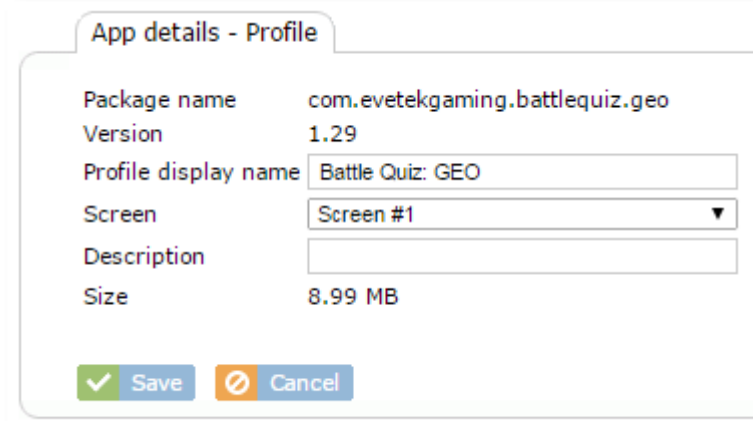 App details - Profile
Package name com.evetekgaming.battlequiz.geo
Version 1.29
Profile display name Battle Quiz: GEO
Screen Screen #1
Description
Size 8.99 MB
Save Cancel